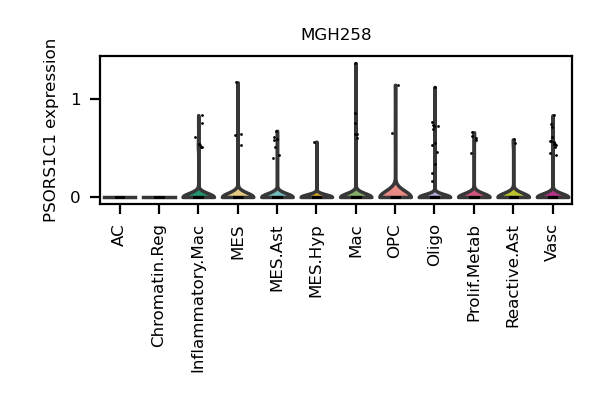 MGH258
PSORS1C1 expression
1
0
AC
Chromatin.Reg
Inflammatory.Mac
MES
MES.Ast
MES.Hyp
Mac
OPC
Oligo
Prolif.Metab
Reactive.Ast
Vasc